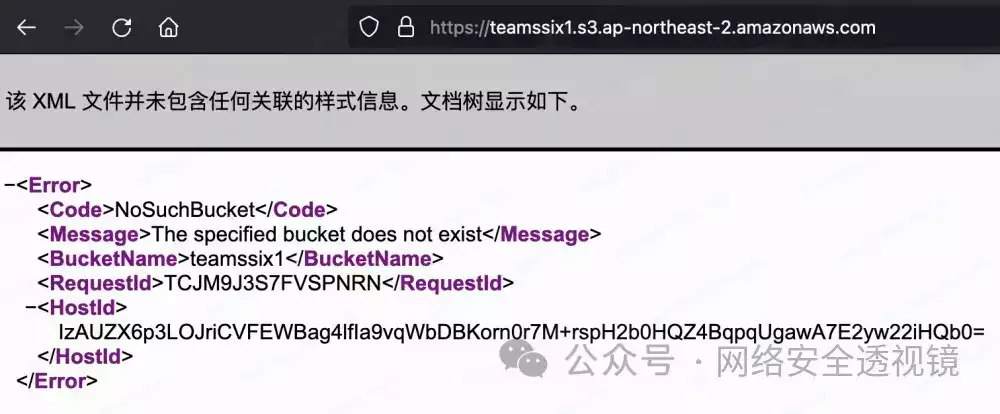 https://teamssix1.s3.ap-northeast-2.amazonaws.com
该 XML 文件并未包含任何关联的样式信息。文档树显示如下。
−<Error>
<Code>NoSuchBucket</Code>
<Message>The specified bucket does not exist</Message>
<BucketName>teamssix1</BucketName>
<RequestId>TCJM9J3S7FVSPNRN</RequestId>
−<HostId>
IzAUZX6p3LOJriCVFEWBag4lfIa9vqWbDBKorn0r7M+rspH2b0HQZ4BqpqUgawA7E2yw22iHQb0=
</HostId>
</Error>
公众号 · 网络安全透视镜